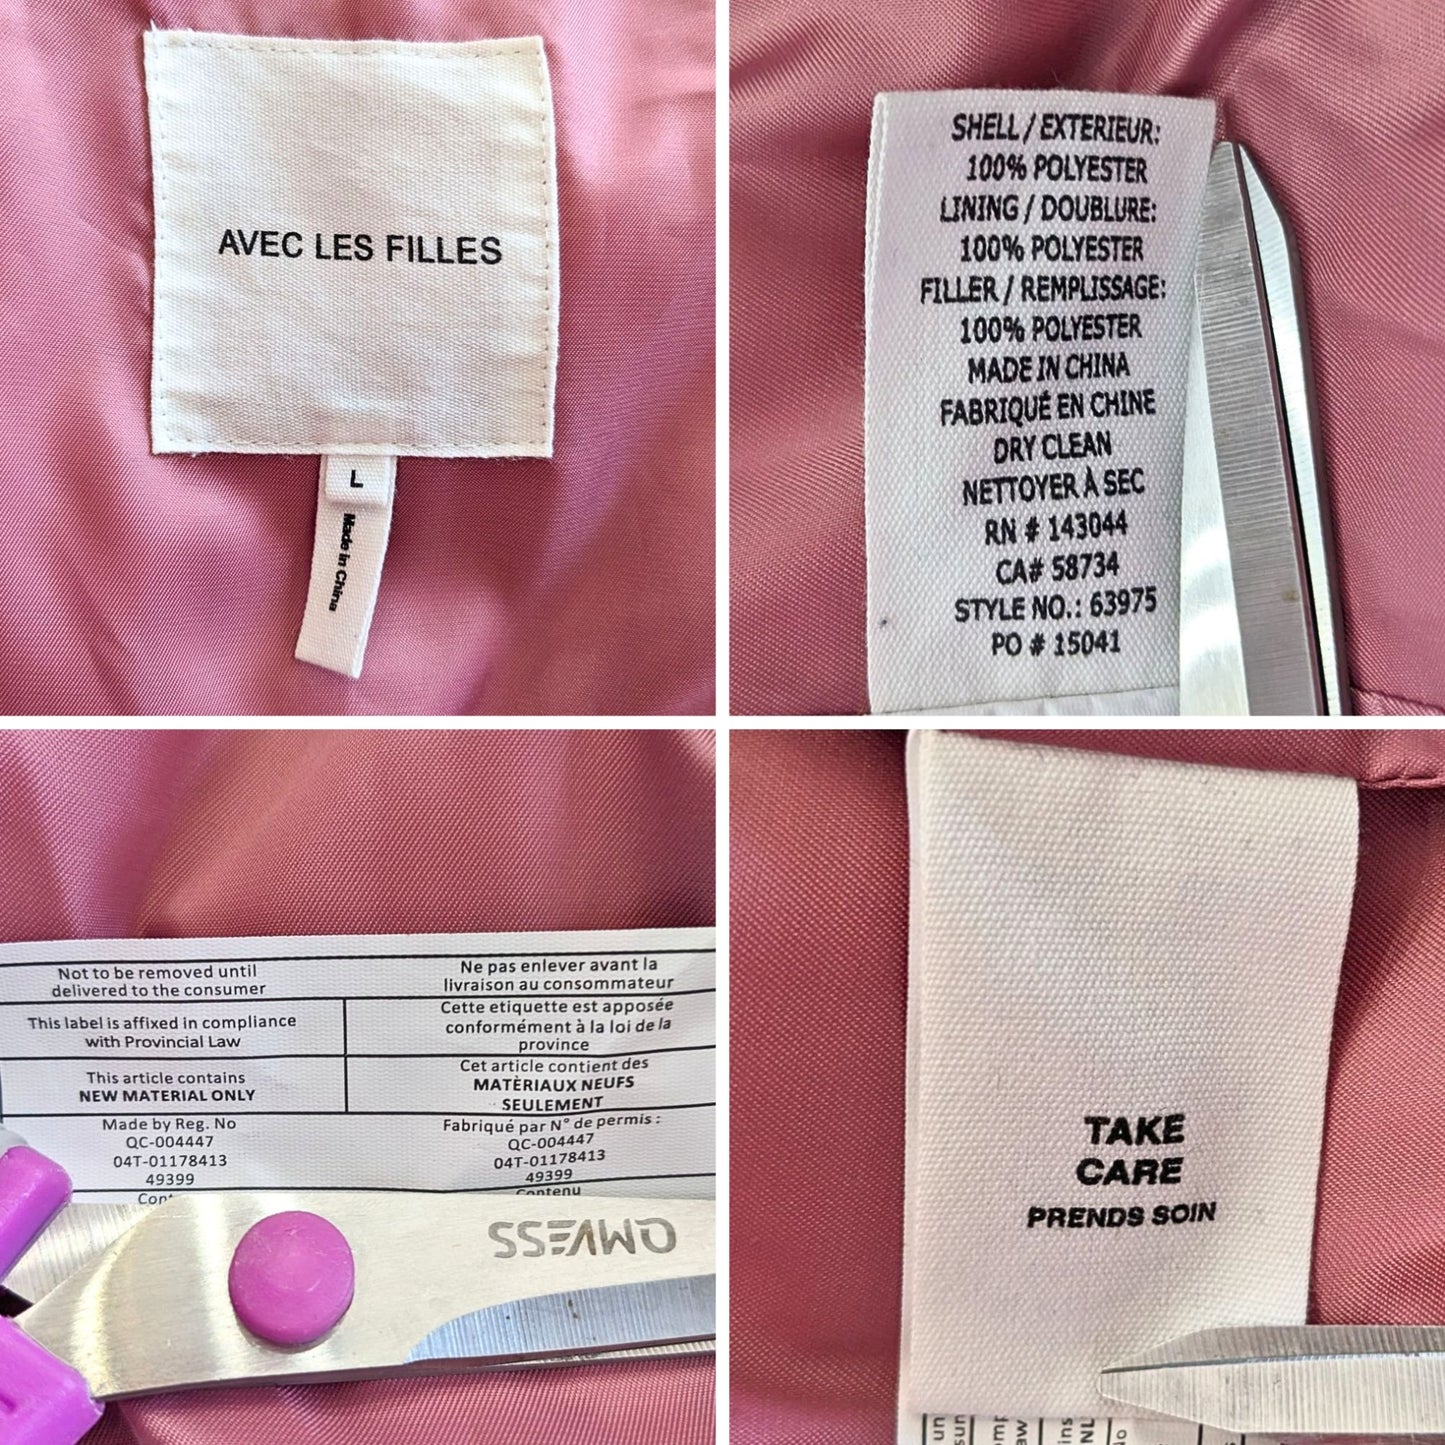 AVEC LES FILLES
L
Made in China
SHELL / EXTERIEUR:
100% POLYESTER
LINING / DOUBLURE:
100% POLYESTER
FILLER / REMPLISSAGE:
100% POLYESTER
MADE IN CHINA
FABRIQUÉ EN CHINE
DRY CLEAN
NETTOYER À SEC
RN # 143044
CA# 58734
STYLE NO.: 63975
PO # 15041
Not to be removed until
delivered to the consumer
Ne pas enlever avant la
livraison au consommateur
This label is affixed in compliance
with Provincial Law
Cette etiquette est apposée
conformément à la loi de la
province
This article contains
NEW MATERIAL ONLY
Cet article contient des
MATÈRIAUX NEUFS
SEULEMENT
Made by Reg. No
QC-004447
04T-01178413
49399
Fabriqué par N° de permis :
QC-004447
04T-01178413
49399
Contenu
QMVESS
TAKE
CARE
PRENDS SOIN